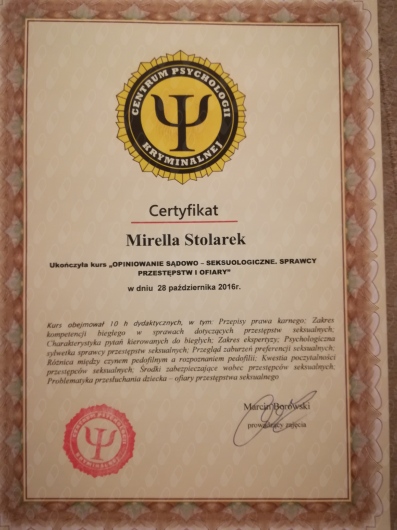 CENTRUM PSYCHOLOGII
KRYMINALNEJ
Certyfikat
Mirella Stolarek
Ukończyła kurs „OPINIOWANIE SĄDOWO – SEKSUOLOGICZNE. SPRAWCY
PRZESTĘPSTW I OFIARY”
w dniu 28 października 2016r.
Kurs obejmował 10 h dydaktycznych, w tym: Przepisy prawa karnego; Zakres
kompetencji biegłego w sprawach dotyczących przestępstw seksualnych;
Charakterystyka pytań kierowanych do biegłych; Zakres ekspertyzy; Psychologiczna
sylwetka sprawcy przestępstw seksualnych; Przegląd zaburzeń preferencji seksualnych;
Różnica między czynem pedofilnym a rozpoznaniem pedofilii; Kwestia poczytalności
przestępców seksualnych; Środki zabezpieczające wobec przestępców seksualnych;
Problematyka przesłuchania dziecka – ofiary przestępstwa seksualnego
Marcin Borowski
prowadzący zajęcia
CENTRUM PSYCHOLOGII
KRYMINALNEJ